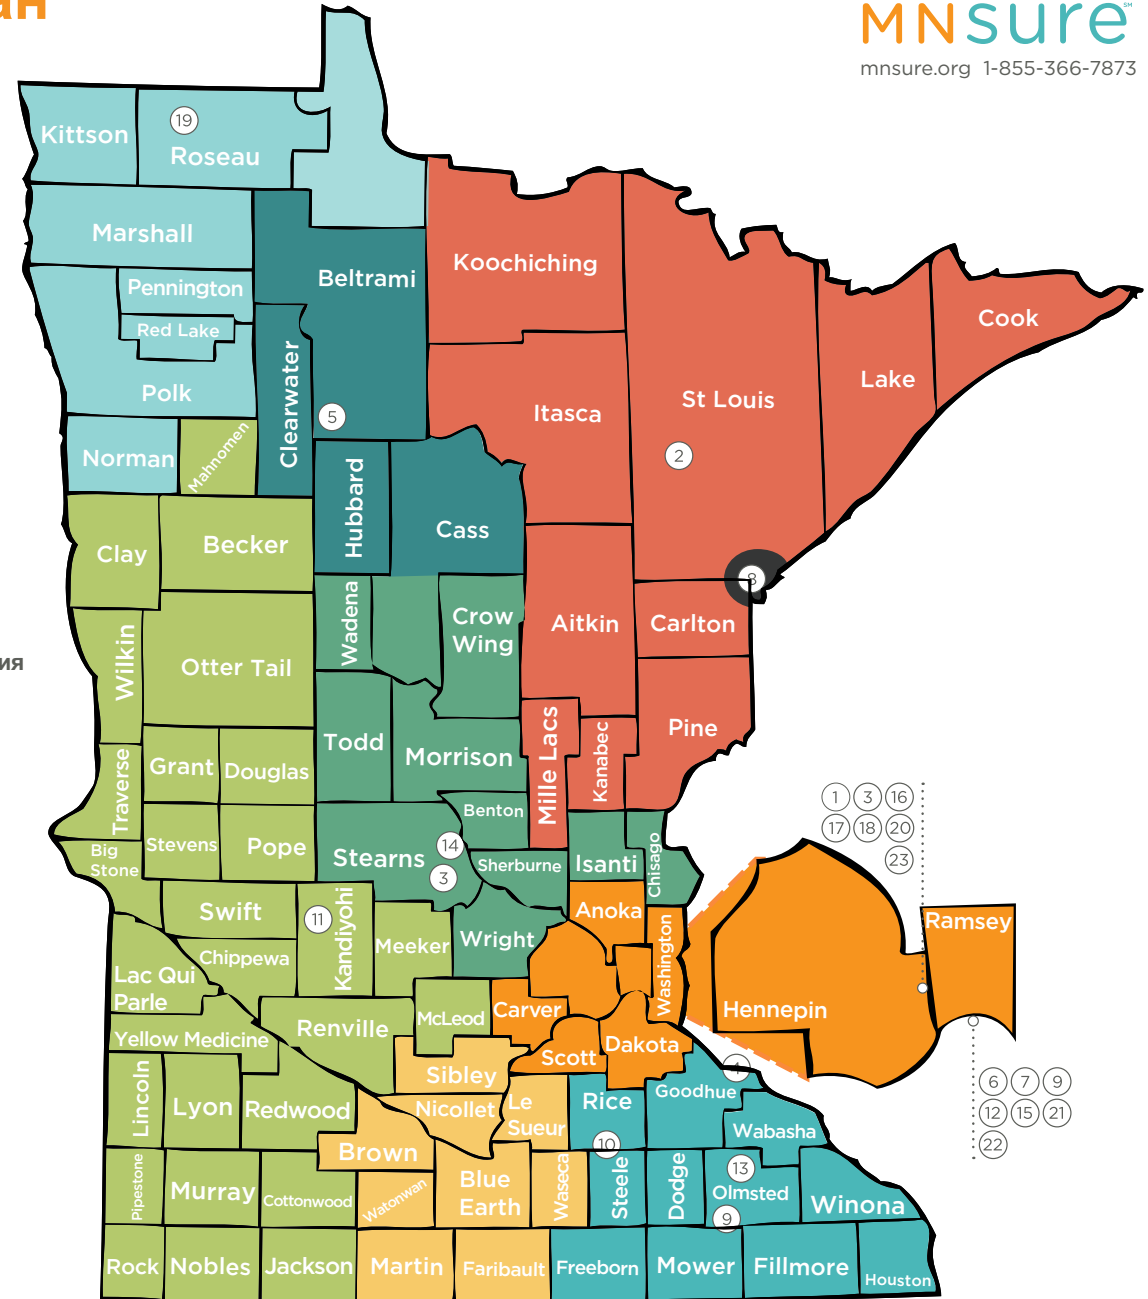 ан
MNsure℠
mnsure.org 1-855-366-7873
Kittson
19
Roseau
Marshall
Pennington
Red Lake
Polk
Norman
Mahnomen
Clearwater
Beltrami
5
Hubbard
Cass
Koochiching
Itasca
St Louis
2
Lake
Cook
8
Clay
Becker
Wilkin
Otter Tail
ия
Wadena
Crow
Wing
Aitkin
Carlton
Pine
Todd
Morrison
Mille Lacs
Kanabec
Traverse
Grant
Douglas
Stevens
Pope
Big
Stone
Stearns
14
3
Benton
Sherburne
Isanti
Chisago
1 3 16
17 18 20
23
Swift
11
Kandiyohi
Meeker
Wright
Anoka
Washington
Chippewa
Lac Qui
Parle
Yellow Medicine
Renville
McLeod
Carver
Scott
Dakota
Hennepin
Ramsey
6 7 9
12 15 21
22
Lincoln
Lyon
Redwood
Sibley
Nicollet
Le
Sueur
Rice
10
Goodhue
4
Wabasha
Brown
Pipestone
Murray
Cottonwood
Watonwan
Blue
Earth
Waseca
Steele
Dodge
13
Olmsted
9
Winona
Rock
Nobles
Jackson
Martin
Faribault
Freeborn
Mower
Fillmore
Houston